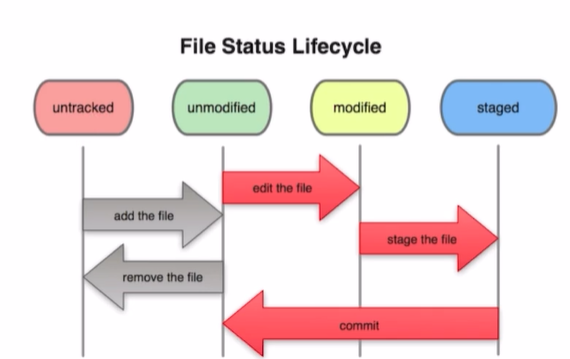 File Status Lifecycle
untracked
unmodified
modified
staged
edit the file
add the file
stage the file
remove the file
commit